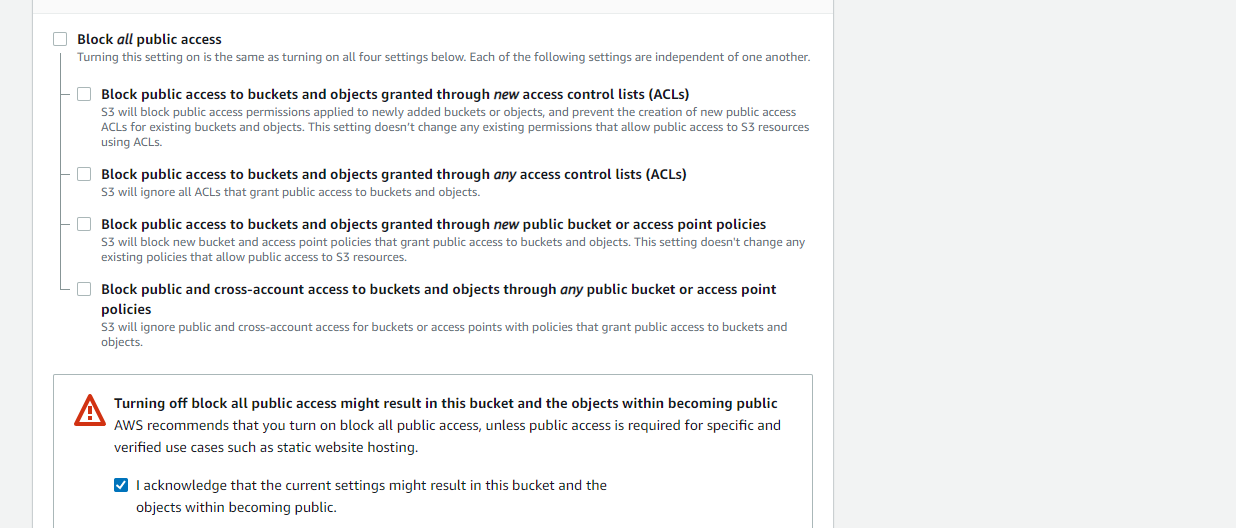 Block all public access
Turning this setting on is the same as turning on all four settings below. Each of the following settings are independent of one another.
Block public access to buckets and objects granted through new access control lists (ACLs)
S3 will block public access permissions applied to newly added buckets or objects, and prevent the creation of new public access
ACLs for existing buckets and objects. This setting doesn't change any existing permissions that allow public access to S3 resources
using ACLs.
Block public access to buckets and objects granted through any access control lists (ACLs)
S3 will ignore all ACLs that grant public access to buckets and objects.
Block public access to buckets and objects granted through new public bucket or access point policies
S3 will block new bucket and access point policies that grant public access to buckets and objects. This setting doesn't change any
existing policies that allow public access to S3 resources.
Block public and cross-account access to buckets and objects through any public bucket or access point
policies
S3 will ignore public and cross-account access for buckets or access points with policies that grant public access to buckets and
objects.
Turning off block all public access might result in this bucket and the objects within becoming public
AWS recommends that you turn on block all public access, unless public access is required for specific and
verified use cases such as static website hosting.
I acknowledge that the current settings might result in this bucket and the
objects within becoming public.